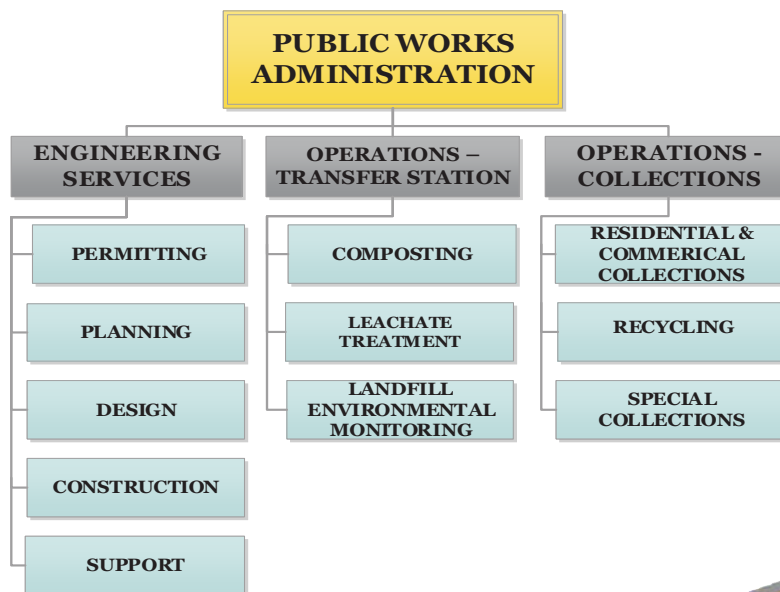 PUBLIC WORKS
ADMINISTRATION
ENGINEERING
SERVICES
PERMITTING
PLANNING
DESIGN
CONSTRUCTION
SUPPORT
OPERATIONS –
TRANSFER STATION
COMPOSTING
LEACHATE
TREATMENT
LANDFILL
ENVIRONMENTAL
MONITORING
OPERATIONS -
COLLECTIONS
RESIDENTIAL &
COMMERICAL
COLLECTIONS
RECYCLING
SPECIAL
COLLECTIONS